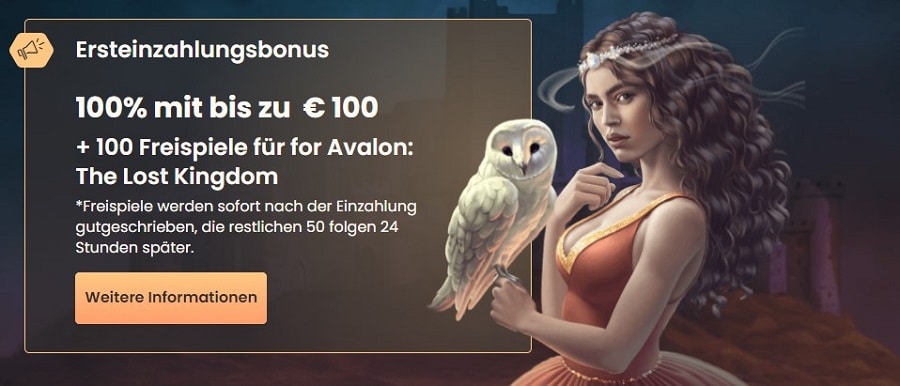 Ersteinzahlungsbonus
100% mit bis zu € 100
+ 100 Freispiele für for Avalon:
The Lost Kingdom
*Freispiele werden sofort nach der Einzahlung
gutgeschrieben, die restlichen 50 folgen 24
Stunden später.
Weitere Informationen